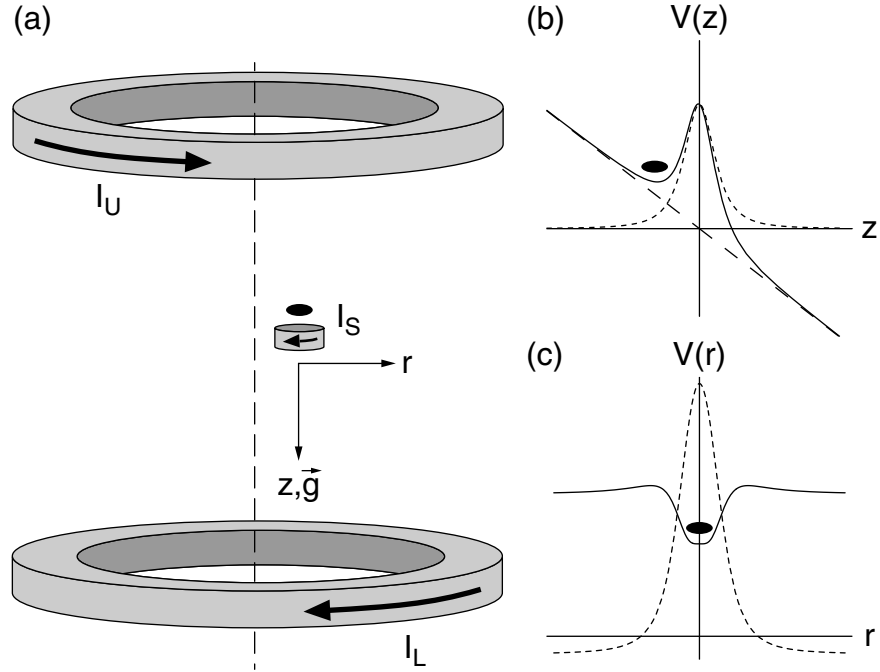 (a)
I_U
I_S
r
z,g⃗
I_L
(b)
V(z)
z
(c)
V(r)
r